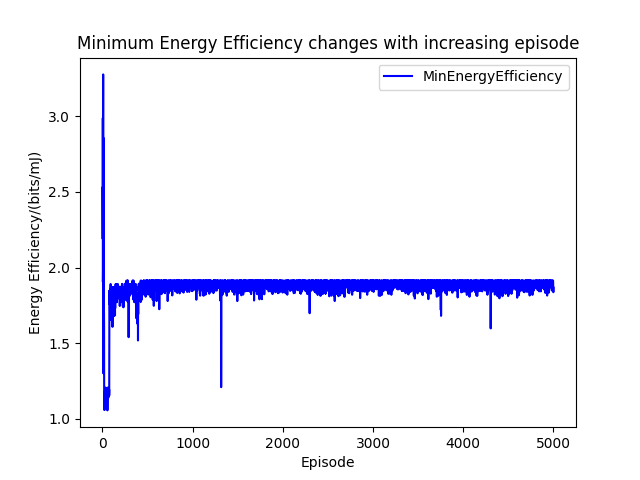 Minimum Energy Efficiency changes with increasing episode
MinEnergyEfficiency
Energy Efficiency/(bits/mJ)
3.0
2.5
2.0
1.5
1.0
0 1000 2000 3000 4000 5000
Episode